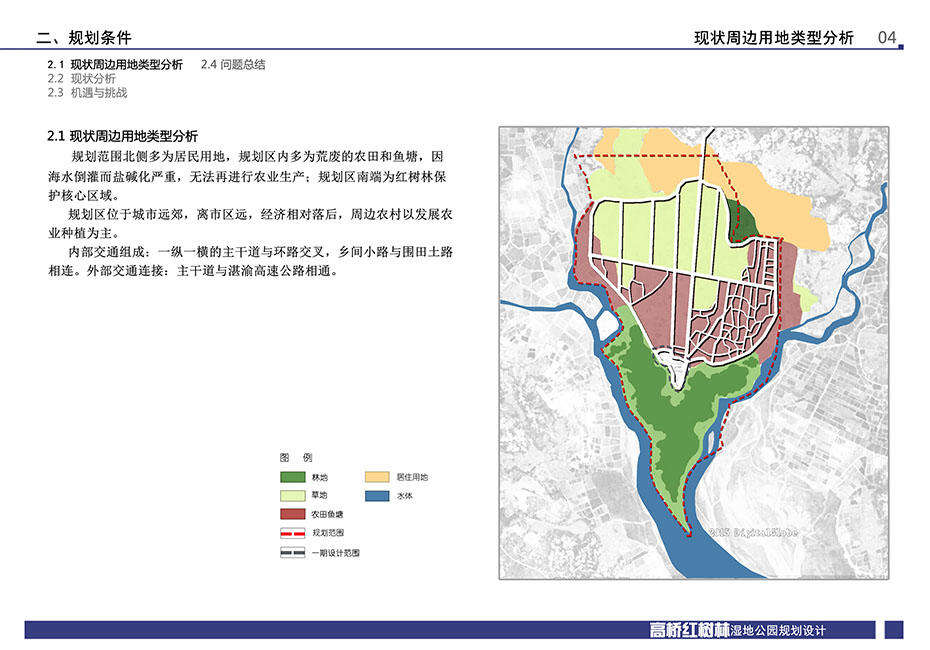 二、规划条件
现状周边用地类型分析 04
2.1 现状周边用地类型分析 2.4 问题总结
2.2 现状分析
2.3 机遇与挑战
2.1 现状周边用地类型分析
规划范围北侧多为居民用地，规划区内多为荒废的农田和鱼塘，因
海水倒灌而盐碱化严重，无法再进行农业生产；规划区南端为红树林保
护核心区域。
规划区位于城市远郊，离市区远，经济相对落后，周边农村以发展农
业种植为主。
内部交通组成：一纵一横的主干道与环路交叉，乡间小路与围田土路
相连。外部交通连接：主干道与湛渝高速公路相通。
图 例
林地
居住用地
草地
水体
农田鱼塘
规划范围
一期设计范围
2015 DigitalGlobe
高桥红树林湿地公园规划设计